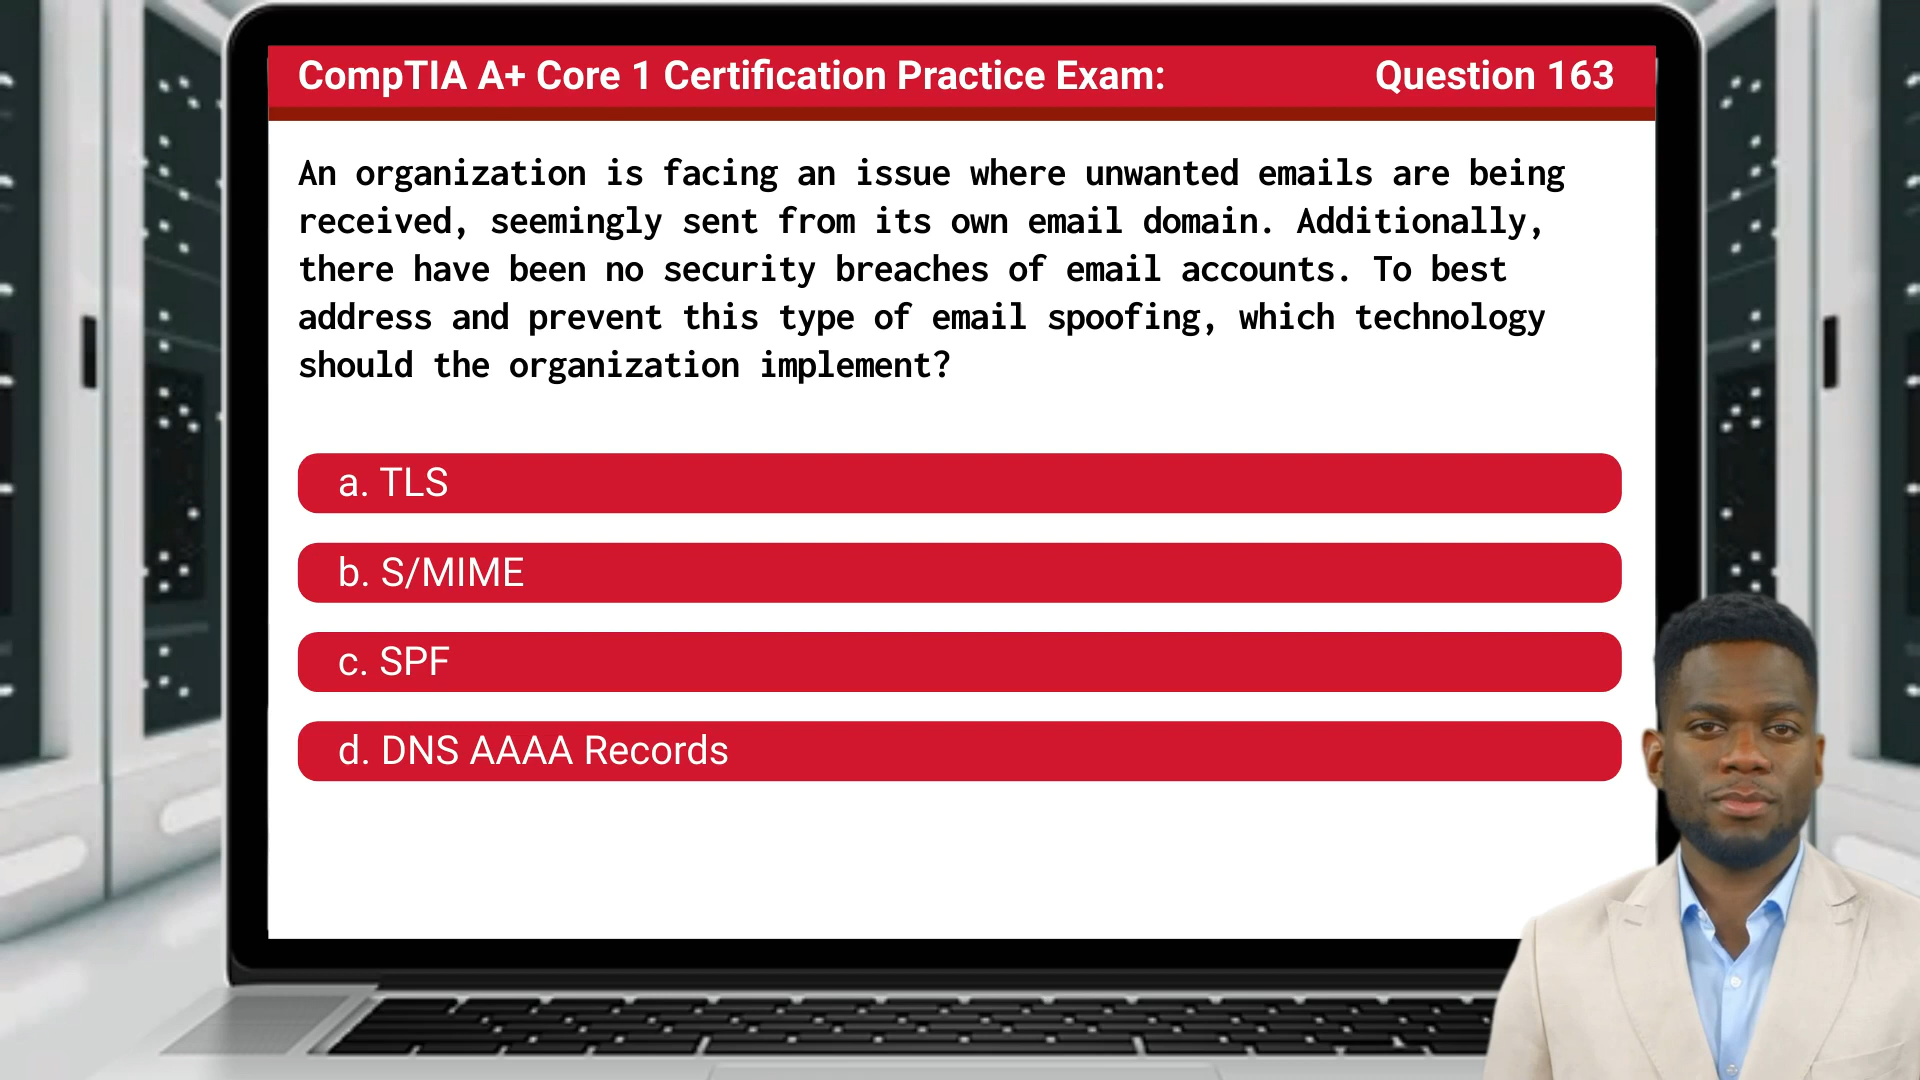 CompTIA A+ Core 1 Certification Practice Exam: Question 163
An organization is facing an issue where unwanted emails are being
received, seemingly sent from its own email domain. Additionally,
there have been no security breaches of email accounts. To best
address and prevent this type of email spoofing, which technology
should the organization implement?
a. TLS
b. S/MIME
c. SPF
d. DNS AAAA Records